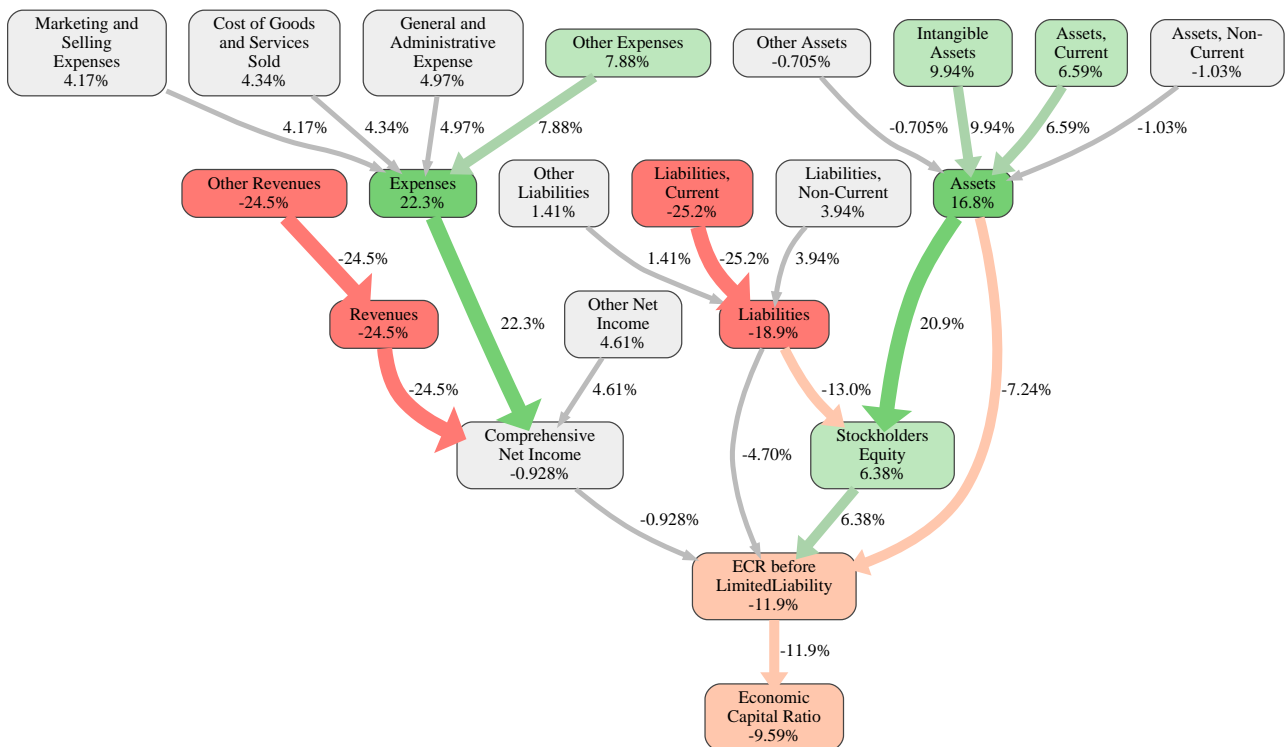 Marketing and
Selling
Expenses
4.17%
Cost of Goods
and Services
Sold
4.34%
General and
Administrative
Expense
4.97%
Other Expenses
7.88%
Other Assets
-0.705%
Intangible
Assets
9.94%
Assets,
Current
6.59%
Assets, Non-
Current
-1.03%
4.17%
4.34%
4.97%
7.88%
-0.705%
9.94%
6.59%
-1.03%
Other Revenues
-24.5%
Expenses
22.3%
Other
Liabilities
1.41%
Liabilities,
Current
-25.2%
Liabilities,
Non-Current
3.94%
Assets
16.8%
-24.5%
1.41%
-25.2%
3.94%
Revenues
-24.5%
22.3%
Other Net
Income
4.61%
Liabilities
-18.9%
20.9%
-24.5%
4.61%
-13.0%
-7.24%
Comprehensive
Net Income
-0.928%
-4.70%
Stockholders
Equity
6.38%
-0.928%
6.38%
ECR before
LimitedLiability
-11.9%
-11.9%
Economic
Capital Ratio
-9.59%